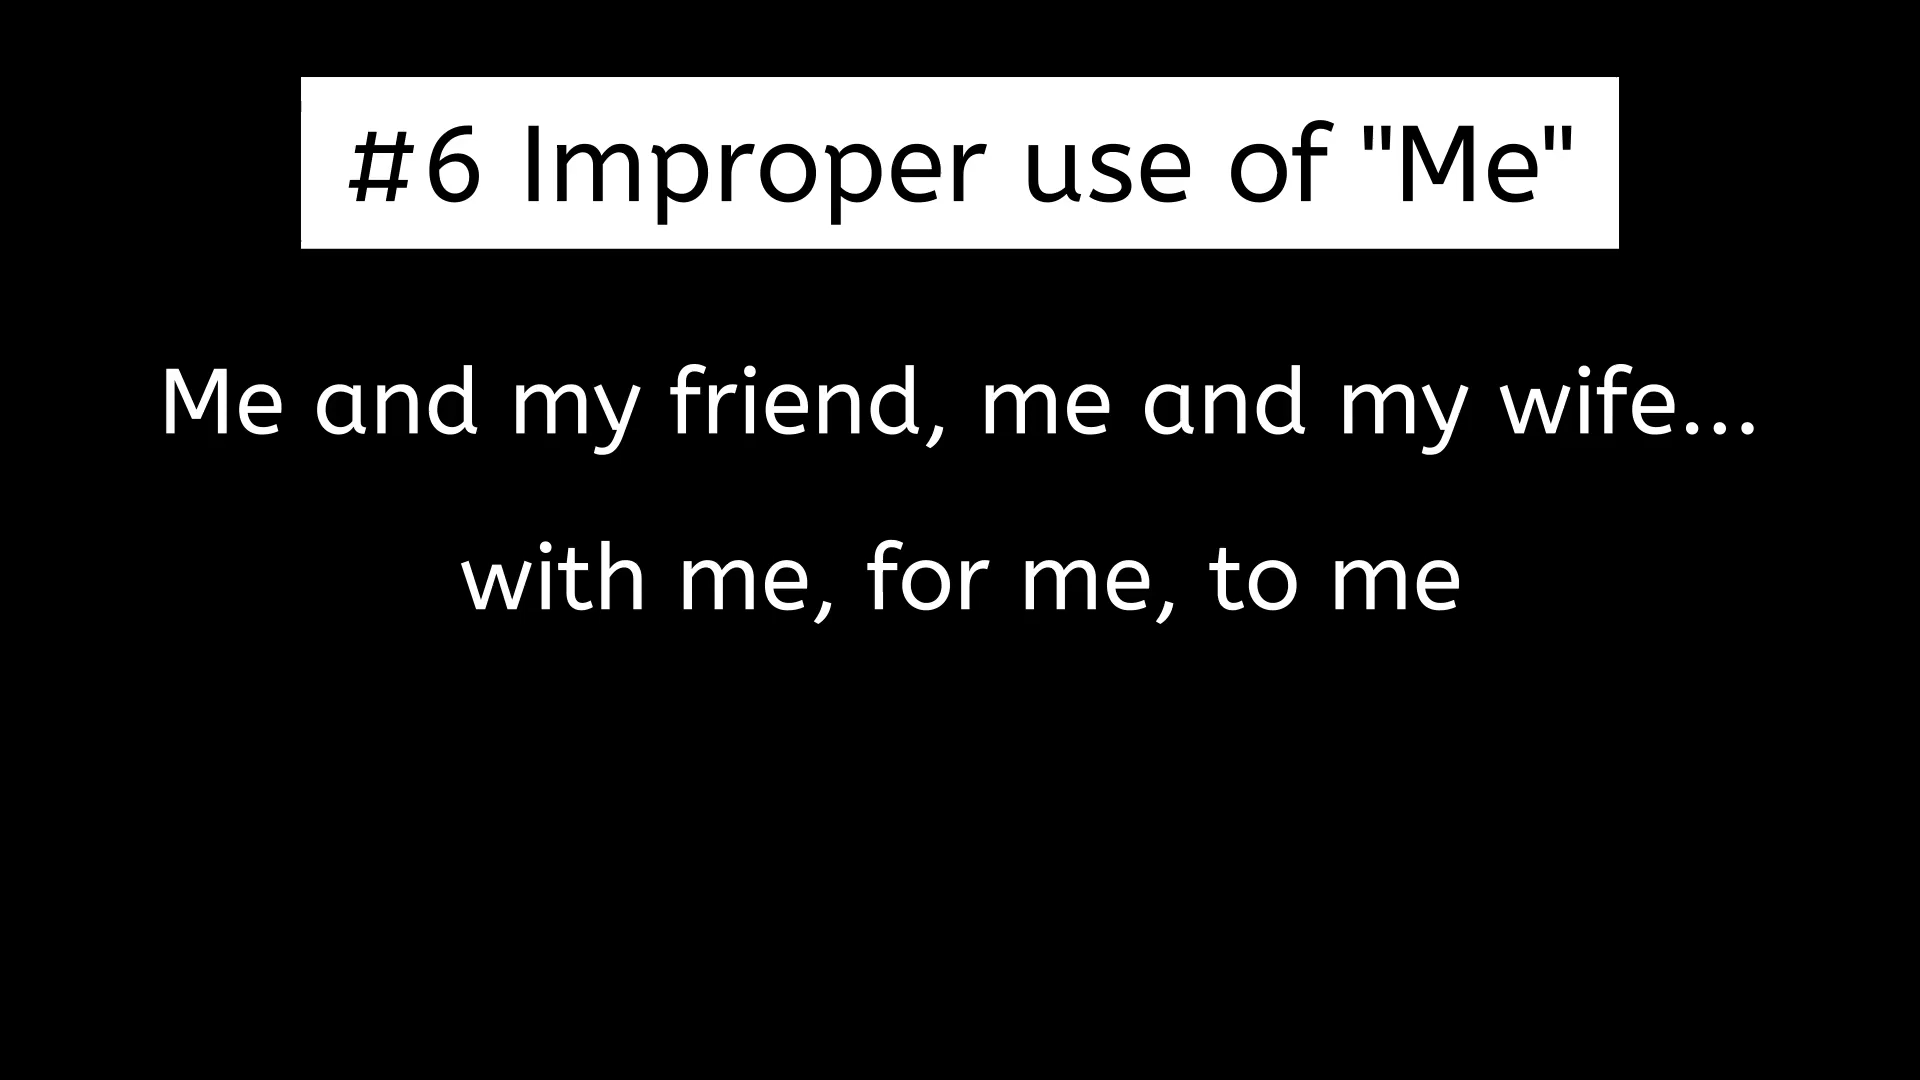 #6 Improper use of "Me"
Me and my friend, me and my wife...
with me, for me, to me